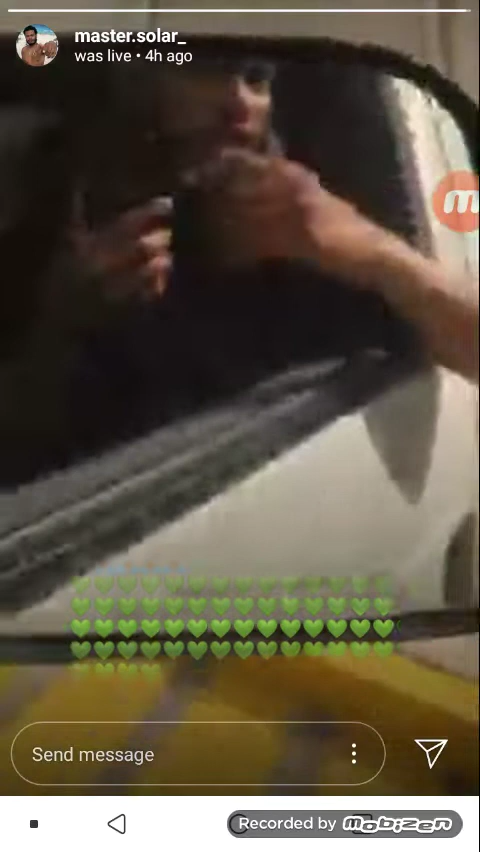 master.solar_
was live • 4h ago
m
💚💚💚💚💚💚💚💚💚💚💚💚💚💚
💚💚💚💚💚💚💚💚💚💚💚💚💚💚
💚💚💚💚💚💚💚💚💚💚💚💚💚💚
💚💚💚💚💚💚💚💚💚💚💚💚💚💚
💚💚💚💚
Send message
Recorded by mobizen